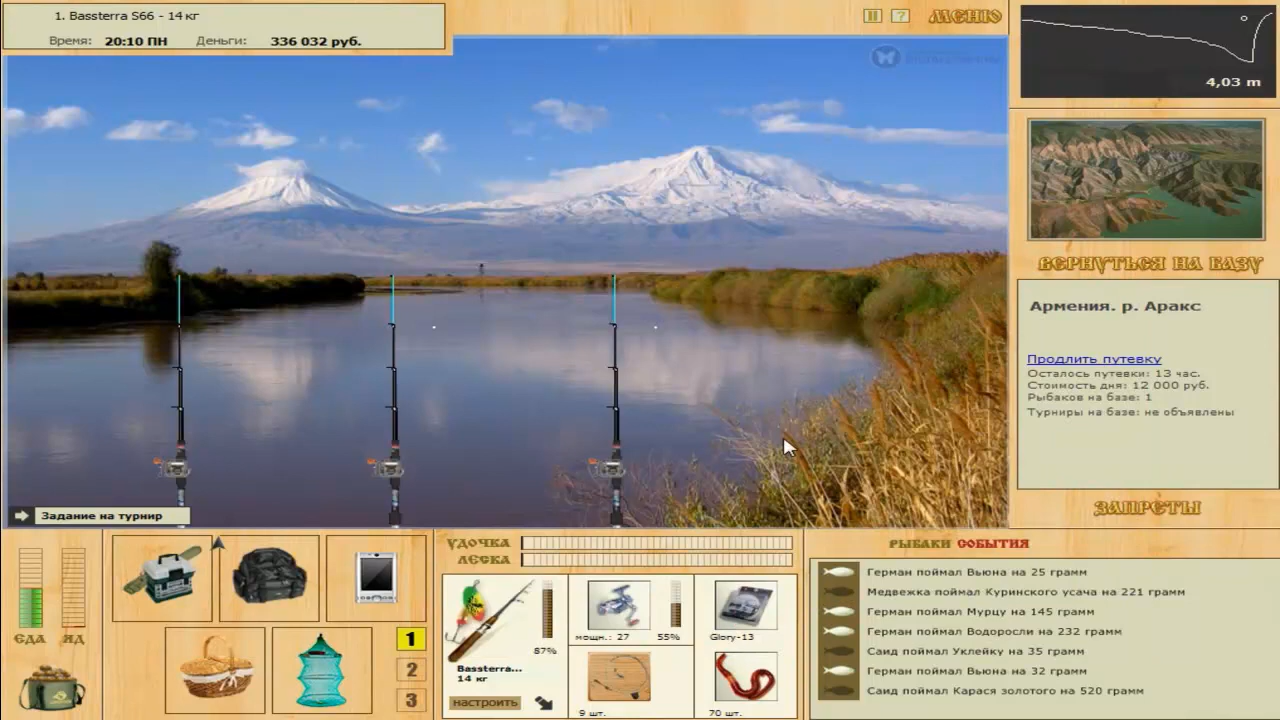 1. Bassterra S66 - 14 кг
Время: 20:10 ПН Деньги: 336 032 руб.
МЕНЮ
4,03 m
ВЕРНУТЬСЯ НА БАЗУ
Армения. р. Аракс
Продлить путевку
Осталось путевки: 13 час.
Стоимость дня: 12 000 руб.
Рыбаков на базе: 1
Турниры на базе: не объявлены
ЗАПРЕТЫ
Задание на турнир
ЕДА
ЯД
1
2
3
УДОЧКА
ЛЕСКА
87%
Bassterra...
14 кг
настроить
мощн.: 27 55%
Glory-13
9 шт.
70 шт.
РЫБАКИ СОБЫТИЯ
Герман поймал Вьюна на 25 грамм
Медвежка поймал Куринского усача на 221 грамм
Герман поймал Мурцу на 145 грамм
Герман поймал Водоросли на 232 грамм
Саид поймал Уклейку на 35 грамм
Герман поймал Вьюна на 32 грамм
Саид поймал Карася золотого на 520 грамм